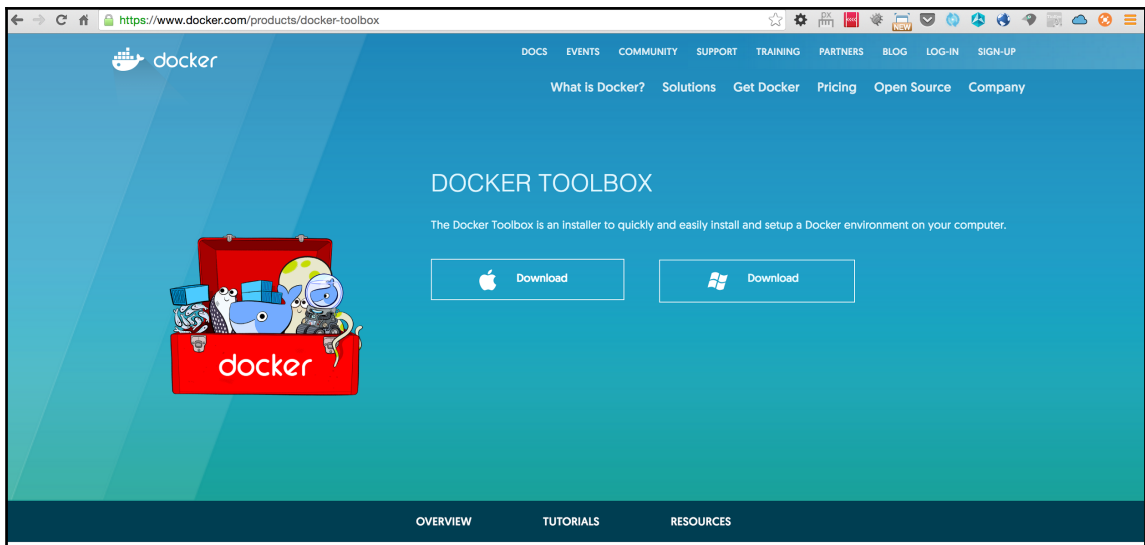 https://www.docker.com/products/docker-toolbox
NEW
docker
DOCS EVENTS COMMUNITY SUPPORT TRAINING PARTNERS BLOG LOG-IN SIGN-UP
What is Docker? Solutions Get Docker Pricing Open Source Company
DOCKER TOOLBOX
The Docker Toolbox is an installer to quickly and easily install and setup a Docker environment on your computer.
Download Download
docker
OVERVIEW TUTORIALS RESOURCES